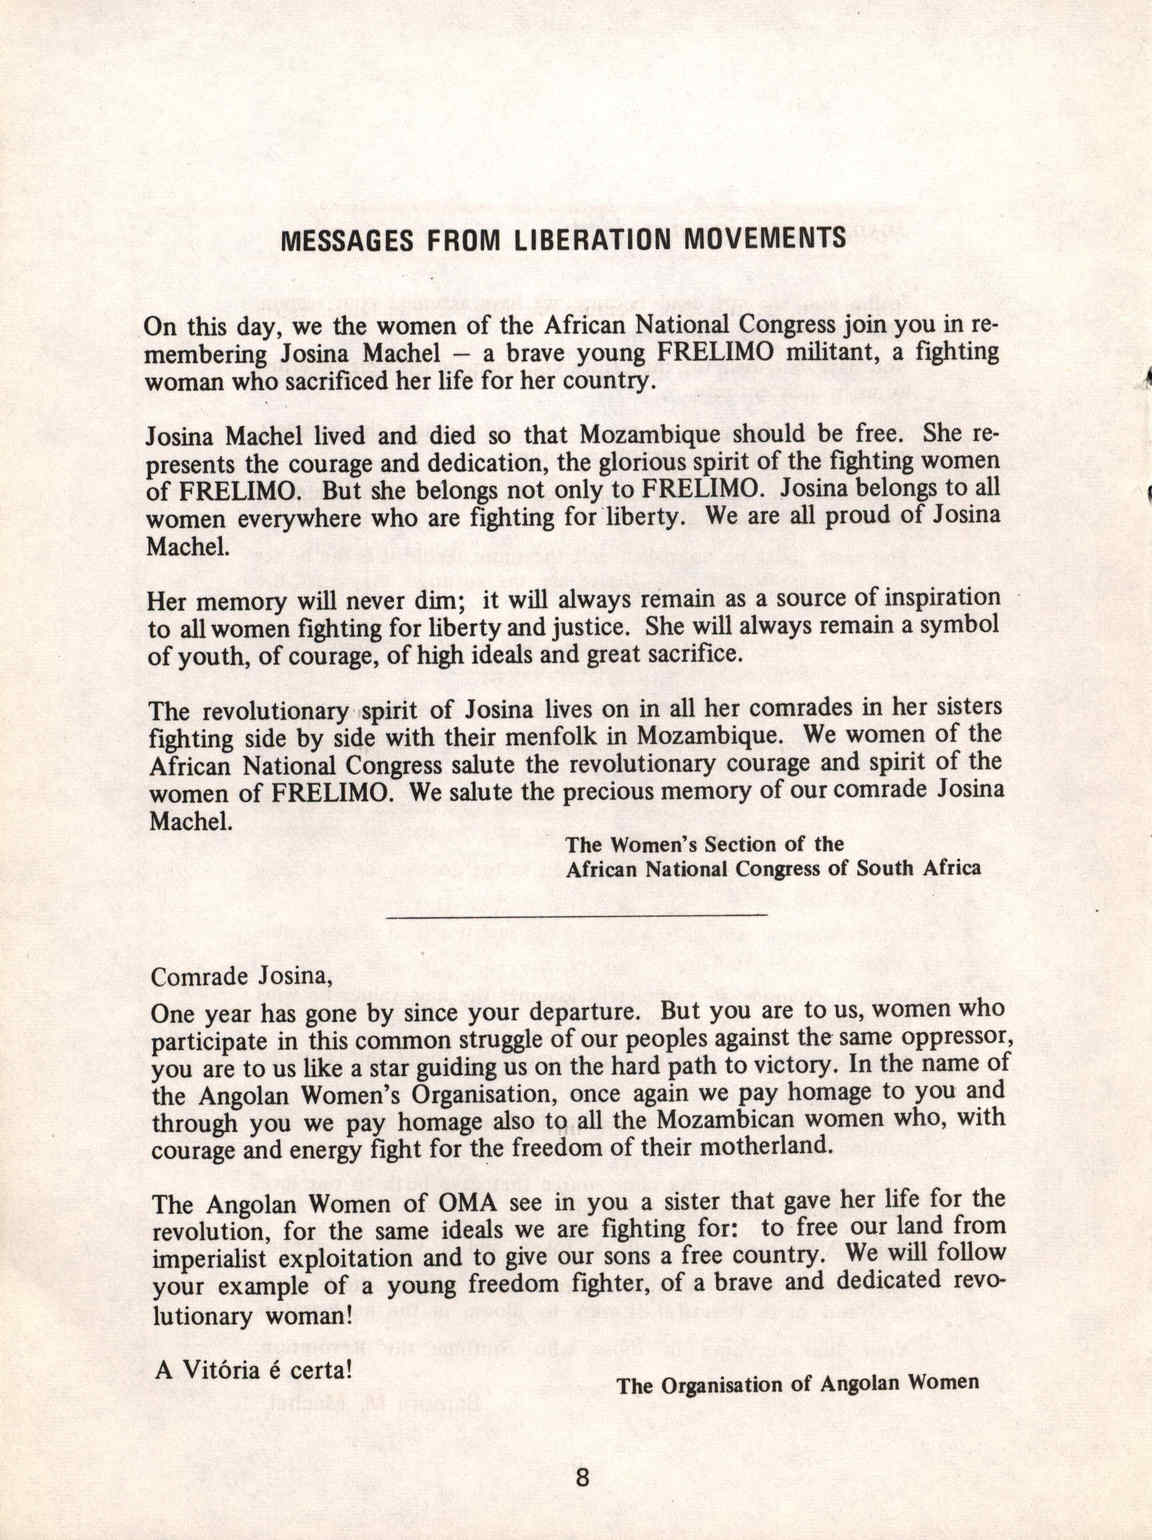 MESSAGES FROM LIBERATION MOVEMENTS
On this day, we the women of the African National Congress join you in re-
membering Josina Machel — a brave young FRELIMO militant, a fighting
woman who sacrificed her life for her country.
Josina Machel lived and died so that Mozambique should be free. She re-
presents the courage and dedication, the glorious spirit of the fighting women
of FRELIMO. But she belongs not only to FRELIMO. Josina belongs to all
women everywhere who are fighting for liberty. We are all proud of Josina
Machel.
Her memory will never dim; it will always remain as a source of inspiration
to all women fighting for liberty and justice. She will always remain a symbol
of youth, of courage, of high ideals and great sacrifice.
The revolutionary spirit of Josina lives on in all her comrades in her sisters
fighting side by side with their menfolk in Mozambique. We women of the
African National Congress salute the revolutionary courage and spirit of the
women of FRELIMO. We salute the precious memory of our comrade Josina
Machel.
The Women's Section of the
African National Congress of South Africa
Comrade Josina,
One year has gone by since your departure. But you are to us, women who
participate in this common struggle of our peoples against the same oppressor,
you are to us like a star guiding us on the hard path to victory. In the name of
the Angolan Women's Organisation, once again we pay homage to you and
through you we pay homage also to all the Mozambican women who, with
courage and energy fight for the freedom of their motherland.
The Angolan Women of OMA see in you a sister that gave her life for the
revolution, for the same ideals we are fighting for: to free our land from
imperialist exploitation and to give our sons a free country. We will follow
your example of a young freedom fighter, of a brave and dedicated revo-
lutionary woman!
A Vitória é certa!
The Organisation of Angolan Women
8